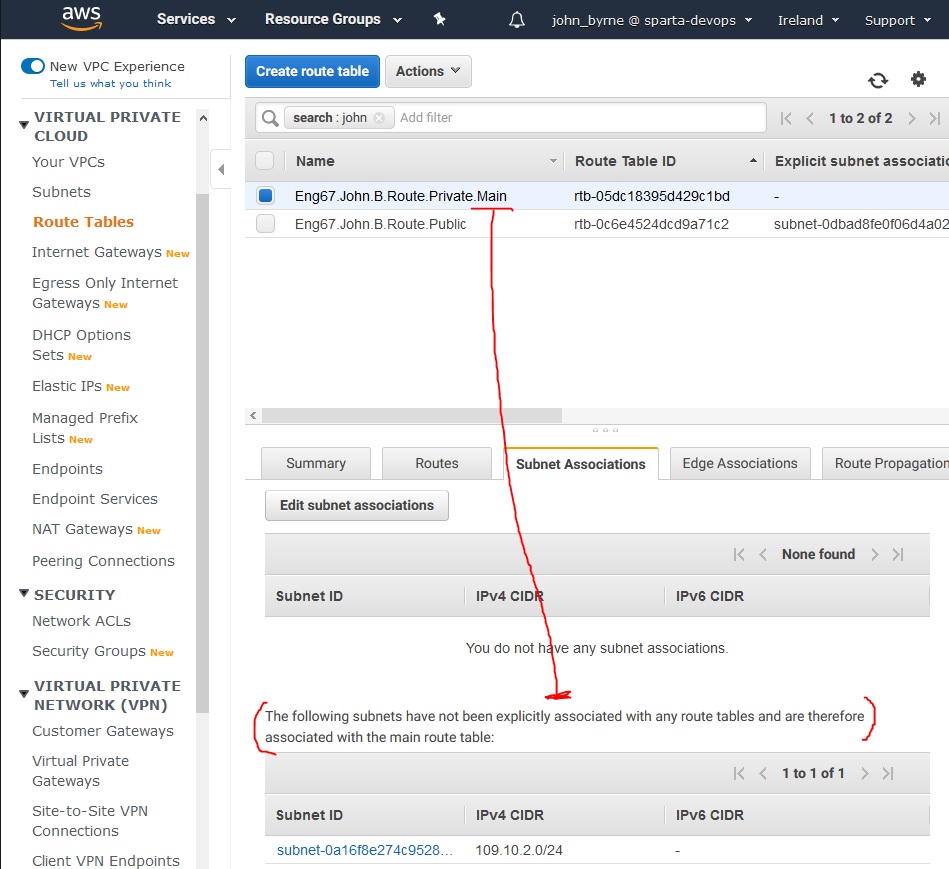 aws
Services Resource Groups john_byrne @ sparta-devops Ireland Support
New VPC Experience
Tell us what you think
VIRTUAL PRIVATE
CLOUD
Your VPCs
Subnets
Route Tables
Internet Gateways New
Egress Only Internet
Gateways New
DHCP Options
Sets New
Elastic IPs New
Managed Prefix
Lists New
Endpoints
Endpoint Services
NAT Gateways New
Peering Connections
SECURITY
Network ACLs
Security Groups New
VIRTUAL PRIVATE
NETWORK (VPN)
Customer Gateways
Virtual Private
Gateways
Site-to-Site VPN
Connections
Client VPN Endpoints
Create route table Actions
search : john Add filter 1 to 2 of 2
Name Route Table ID Explicit subnet associatio
Eng67.John.B.Route.Private.Main rtb-05dc18395d429c1bd -
Eng67.John.B.Route.Public rtb-0c6e4524dcd9a71c2 subnet-0dbad8fe0f06d4a02
Summary Routes Subnet Associations Edge Associations Route Propagation
Edit subnet associations
None found
Subnet ID IPv4 CIDR IPv6 CIDR
You do not have any subnet associations.
The following subnets have not been explicitly associated with any route tables and are therefore
associated with the main route table:
1 to 1 of 1
Subnet ID IPv4 CIDR IPv6 CIDR
subnet-0a16f8e274c9528... 109.10.2.0/24 -